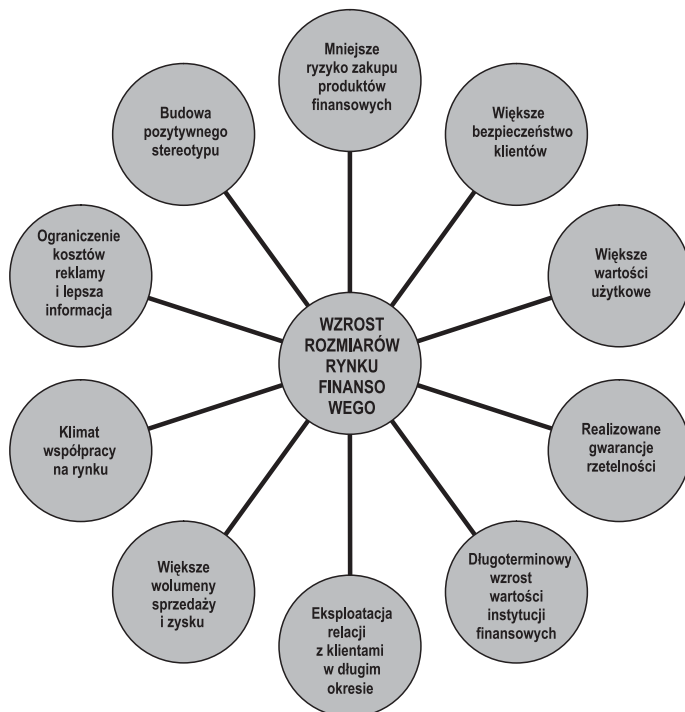 Mniejsze
ryzyko zakupu
produktów
finansowych
Większe
bezpieczeństwo
klientów
Większe
wartości
użytkowe
Realizowane
gwarancje
rzetelności
Długoterminowy
wzrost
wartości
instytucji
finansowych
Eksploatacja
relacji
z klientami
w długim
okresie
Większe
wolumeny
sprzedaży
i zysku
Klimat
współpracy
na rynku
Ograniczenie
kosztów
reklamy
i lepsza
informacja
Budowa
pozytywnego
stereotypu
WZROST
ROZMIARÓW
RYNKU
FINANSO
WEGO